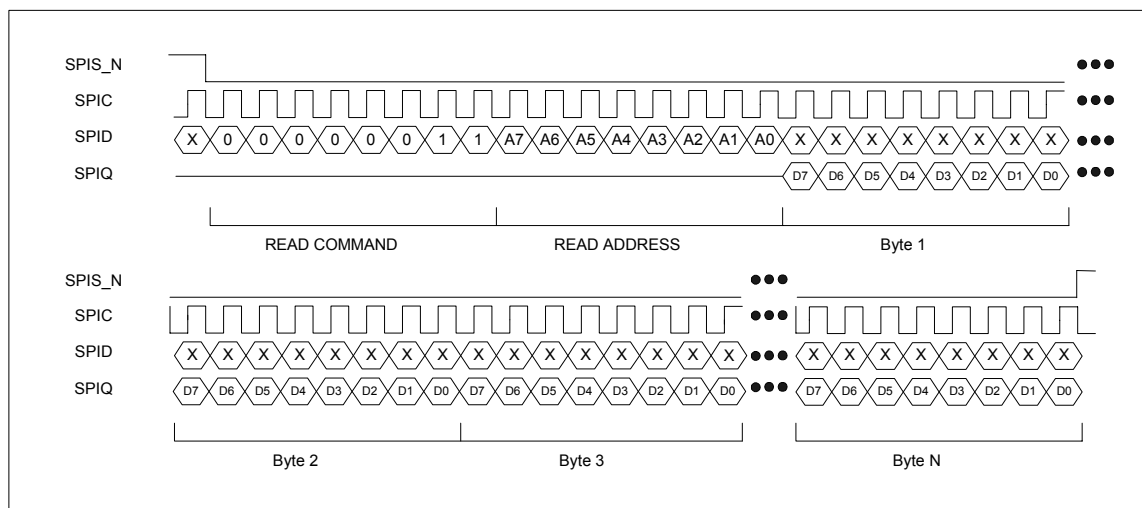 SPIS_N
SPIC
SPID X 0 0 0 0 0 0 1 1 A7 A6 A5 A4 A3 A2 A1 A0 X X X X X X X X
SPIQ D7 D6 D5 D4 D3 D2 D1 D0
READ COMMAND READ ADDRESS Byte 1
SPIS_N
SPIC
SPID X X X X X X X X X X X X X X X X X X X X X X X X
SPIQ D7 D6 D5 D4 D3 D2 D1 D0 D7 D6 D5 D4 D3 D2 D1 D0 D7 D6 D5 D4 D3 D2 D1 D0
Byte 2 Byte 3 Byte N